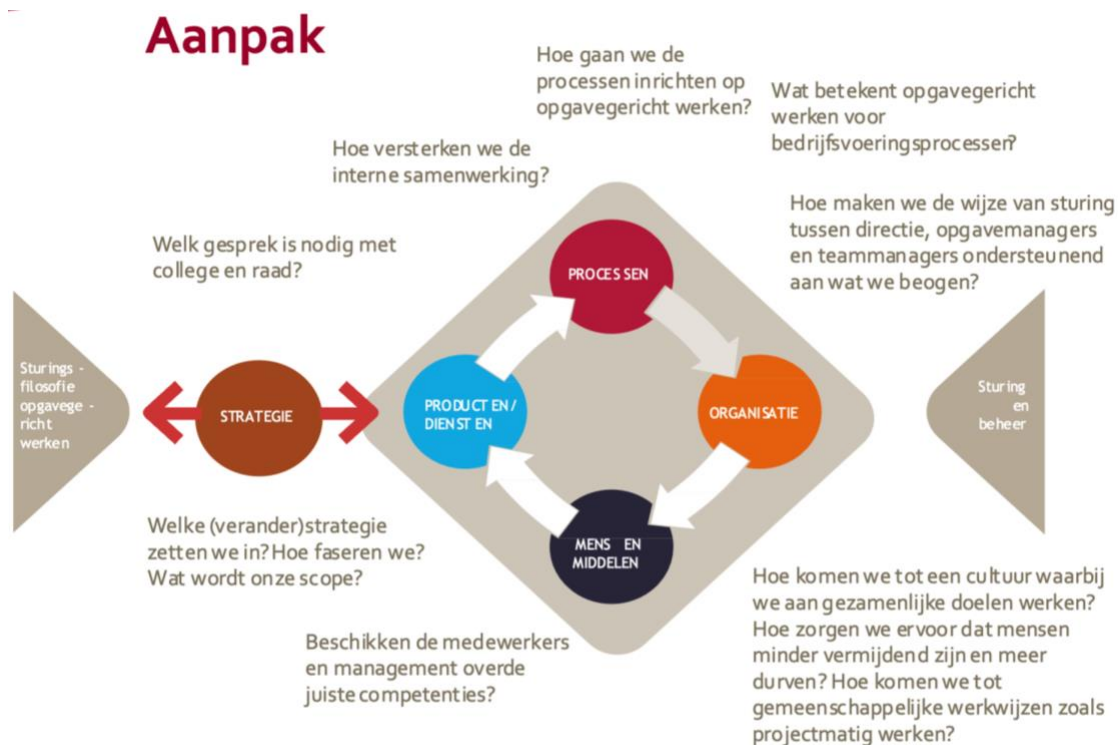 Aanpak
Hoe gaan we de
processen inrichten op
opgavegericht werken?
Wat betekent opgavegericht
werken voor
bedrijfsvoeringsprocessen?
Hoe versterken we de
interne samenwerking?
Hoe maken we de wijze van sturing
tussen directie, opgavemanagers
en teammanagers ondersteunend
aan wat we beogen?
Welk gesprek is nodig met
college en raad?
PROCESSEN
Sturings -
filosofie
opgavege -
richt
werken
STRATEGIE
PRODUCTEN/
DIENSTEN
ORGANISATIE
Sturing
en
beheer
MENS EN
MIDDELEN
Welke (verander)strategie
zetten we in? Hoe faseren we?
Wat wordt onze scope?
Beschikken de medewerkers
en management over de
juiste competenties?
Hoe komen we tot een cultuur waarbij
we aan gezamenlijke doelen werken?
Hoe zorgen we ervoor dat mensen
minder vermijdend zijn en meer
durven? Hoe komen we tot
gemeenschappelijke werkwijzen zoals
projectmatig werken?